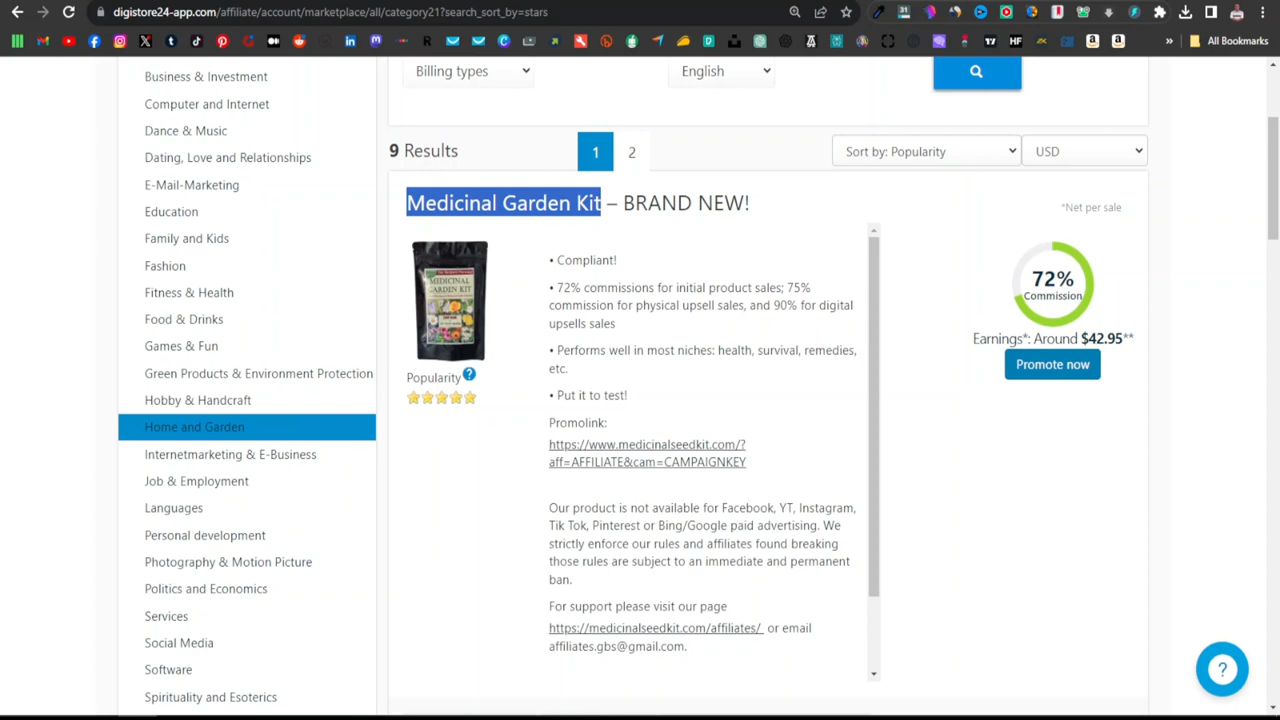 digistore24-app.com/affiliate/account/marketplace/all/category21?search_sort_by=stars
All Bookmarks
Business & Investment
Computer and Internet
Dance & Music
Dating, Love and Relationships
E-Mail-Marketing
Education
Family and Kids
Fashion
Fitness & Health
Food & Drinks
Games & Fun
Green Products & Environment Protection
Hobby & Handcraft
Home and Garden
Internetmarketing & E-Business
Job & Employment
Languages
Personal development
Photography & Motion Picture
Politics and Economics
Services
Social Media
Software
Spirituality and Esoterics
Billing types
English
9 Results
1
2
Sort by: Popularity
USD
Medicinal Garden Kit – BRAND NEW!
*Net per sale
MEDICINAL
GARDEN KIT
Popularity
• Compliant!
• 72% commissions for initial product sales; 75%
commission for physical upsell sales, and 90% for digital
upsells sales
• Performs well in most niches: health, survival, remedies,
etc.
• Put it to test!
Promolink:
https://www.medicinalseedkit.com/?
aff=AFFILIATE&cam=CAMPAIGNKEY
Our product is not available for Facebook, YT, Instagram,
Tik Tok, Pinterest or Bing/Google paid advertising. We
strictly enforce our rules and affiliates found breaking
those rules are subject to an immediate and permanent
ban.
For support please visit our page
https://medicinalseedkit.com/affiliates/ or email
affiliates.gbs@gmail.com.
72%
Commission
Earnings*: Around $42.95**
Promote now